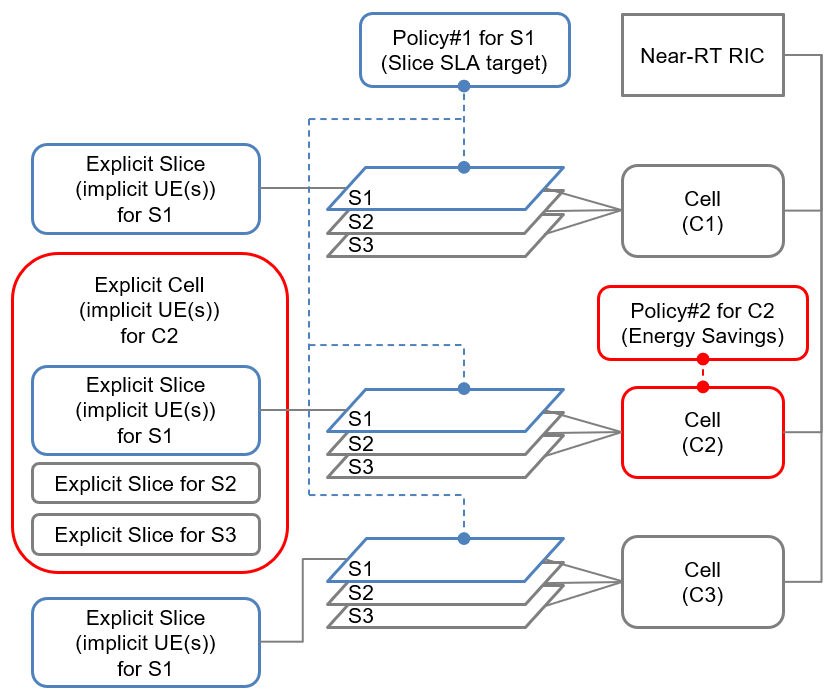 Policy#1 for S1
(Slice SLA target)
Near-RT RIC
Explicit Slice
(implicit UE(s))
for S1
S1
S2
S3
Cell
(C1)
Explicit Cell
(implicit UE(s))
for C2
Policy#2 for C2
(Energy Savings)
Explicit Slice
(implicit UE(s))
for S1
Explicit Slice for S2
Explicit Slice for S3
S1
S2
S3
Cell
(C2)
S1
S2
S3
Cell
(C3)
Explicit Slice
(implicit UE(s))
for S1